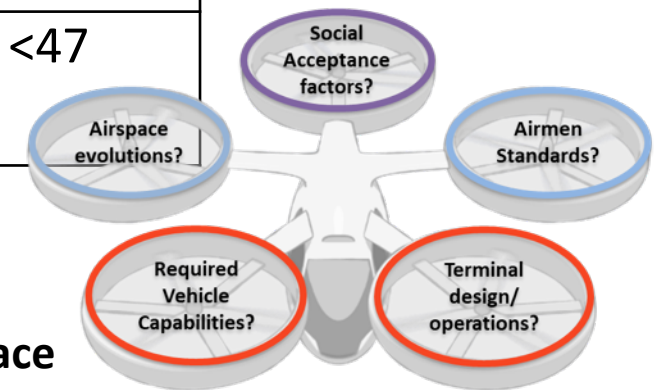 <47
Social
Acceptance
factors?
Airspace
evolutions?
Airmen
Standards?
Required
Vehicle
Capabilities?
Terminal
design/
operations?
ace